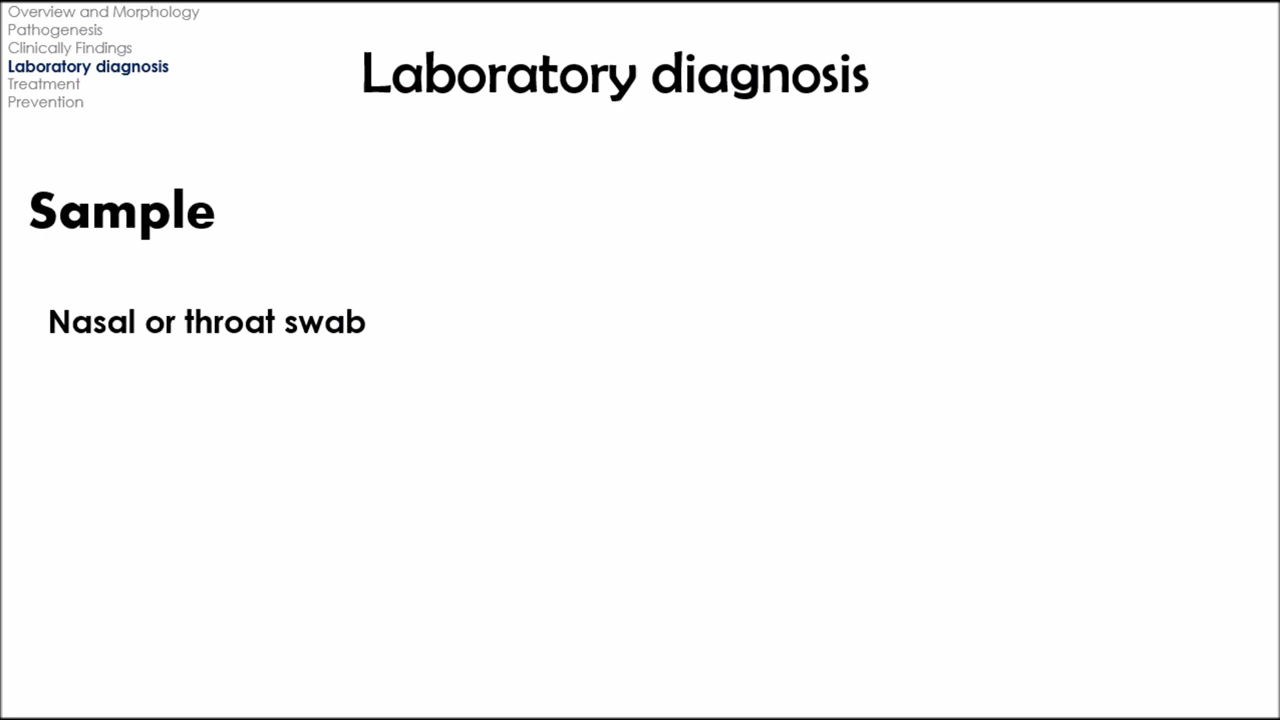 Overview and Morphology
Pathogenesis
Clinically Findings
Laboratory diagnosis
Treatment
Prevention
Laboratory diagnosis
Sample
Nasal or throat swab